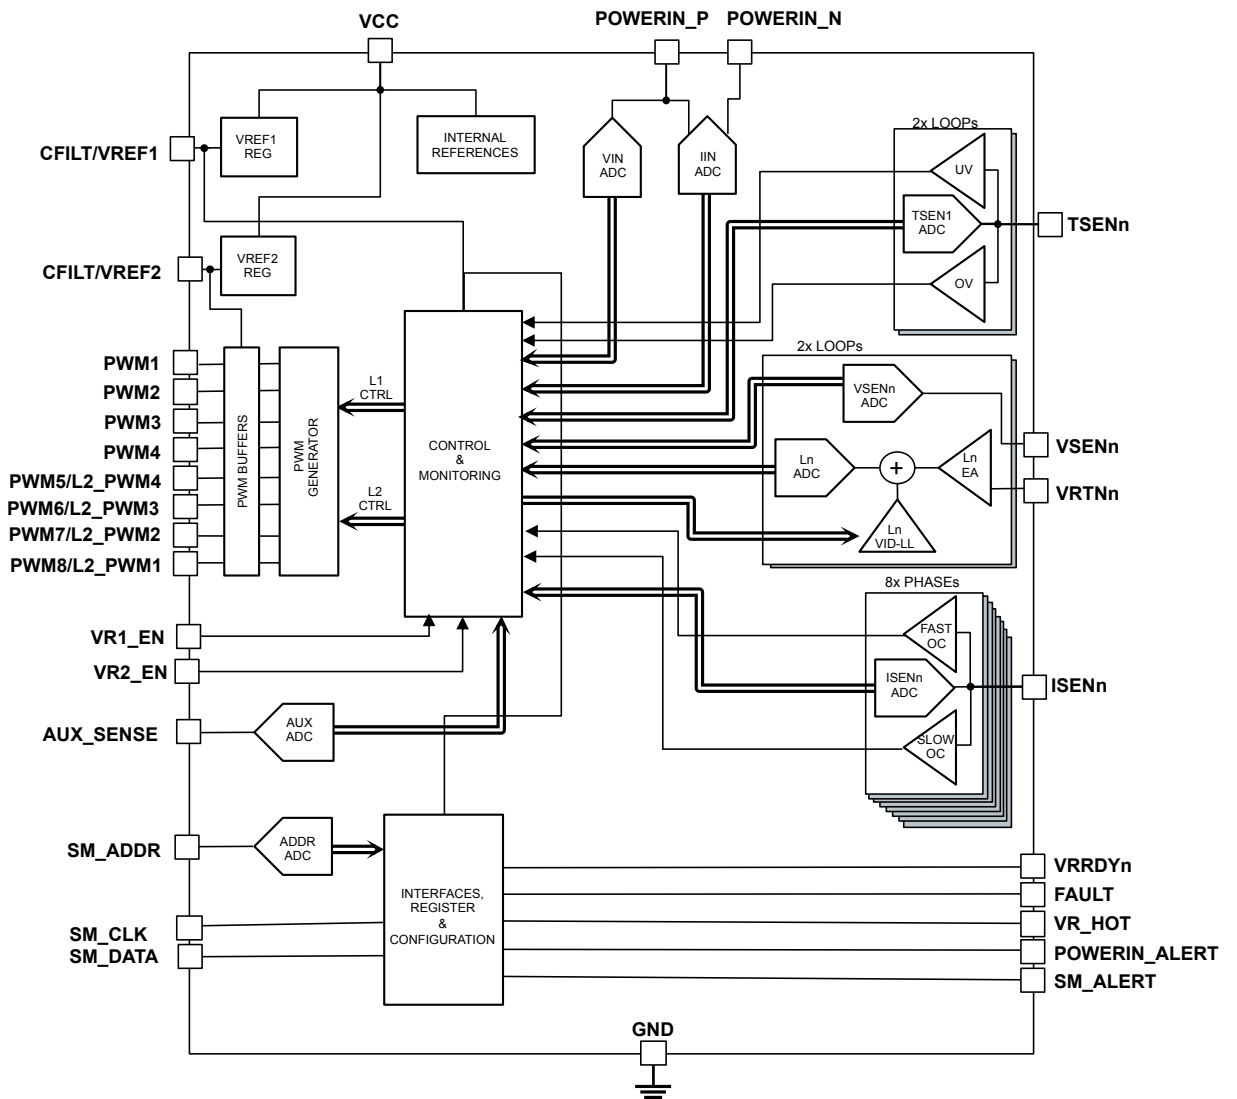 VCC
POWERIN_P
POWERIN_N
CFILT/VREF1
VREF1
REG
INTERNAL
REFERENCES
VIN
ADC
IIN
ADC
2x LOOPs
UV
TSEN1
ADC
OV
TSENn
CFILT/VREF2
VREF2
REG
PWM1
PWM2
PWM3
PWM4
PWM5/L2_PWM4
PWM6/L2_PWM3
PWM7/L2_PWM2
PWM8/L2_PWM1
PWM BUFFERS
PWM
GENERATOR
L1
CTRL
L2
CTRL
CONTROL
&
MONITORING
2x LOOPs
VSENn
ADC
Ln
ADC
+
Ln
EA
Ln
VID-LL
VSENn
VRTNn
8x PHASEs
FAST
OC
ISENn
ADC
SLOW
OC
ISENn
VR1_EN
VR2_EN
AUX_SENSE
AUX
ADC
SM_ADDR
ADDR
ADC
SM_CLK
SM_DATA
INTERFACES,
REGISTER
&
CONFIGURATION
VRRDYn
FAULT
VR_HOT
POWERIN_ALERT
SM_ALERT
GND